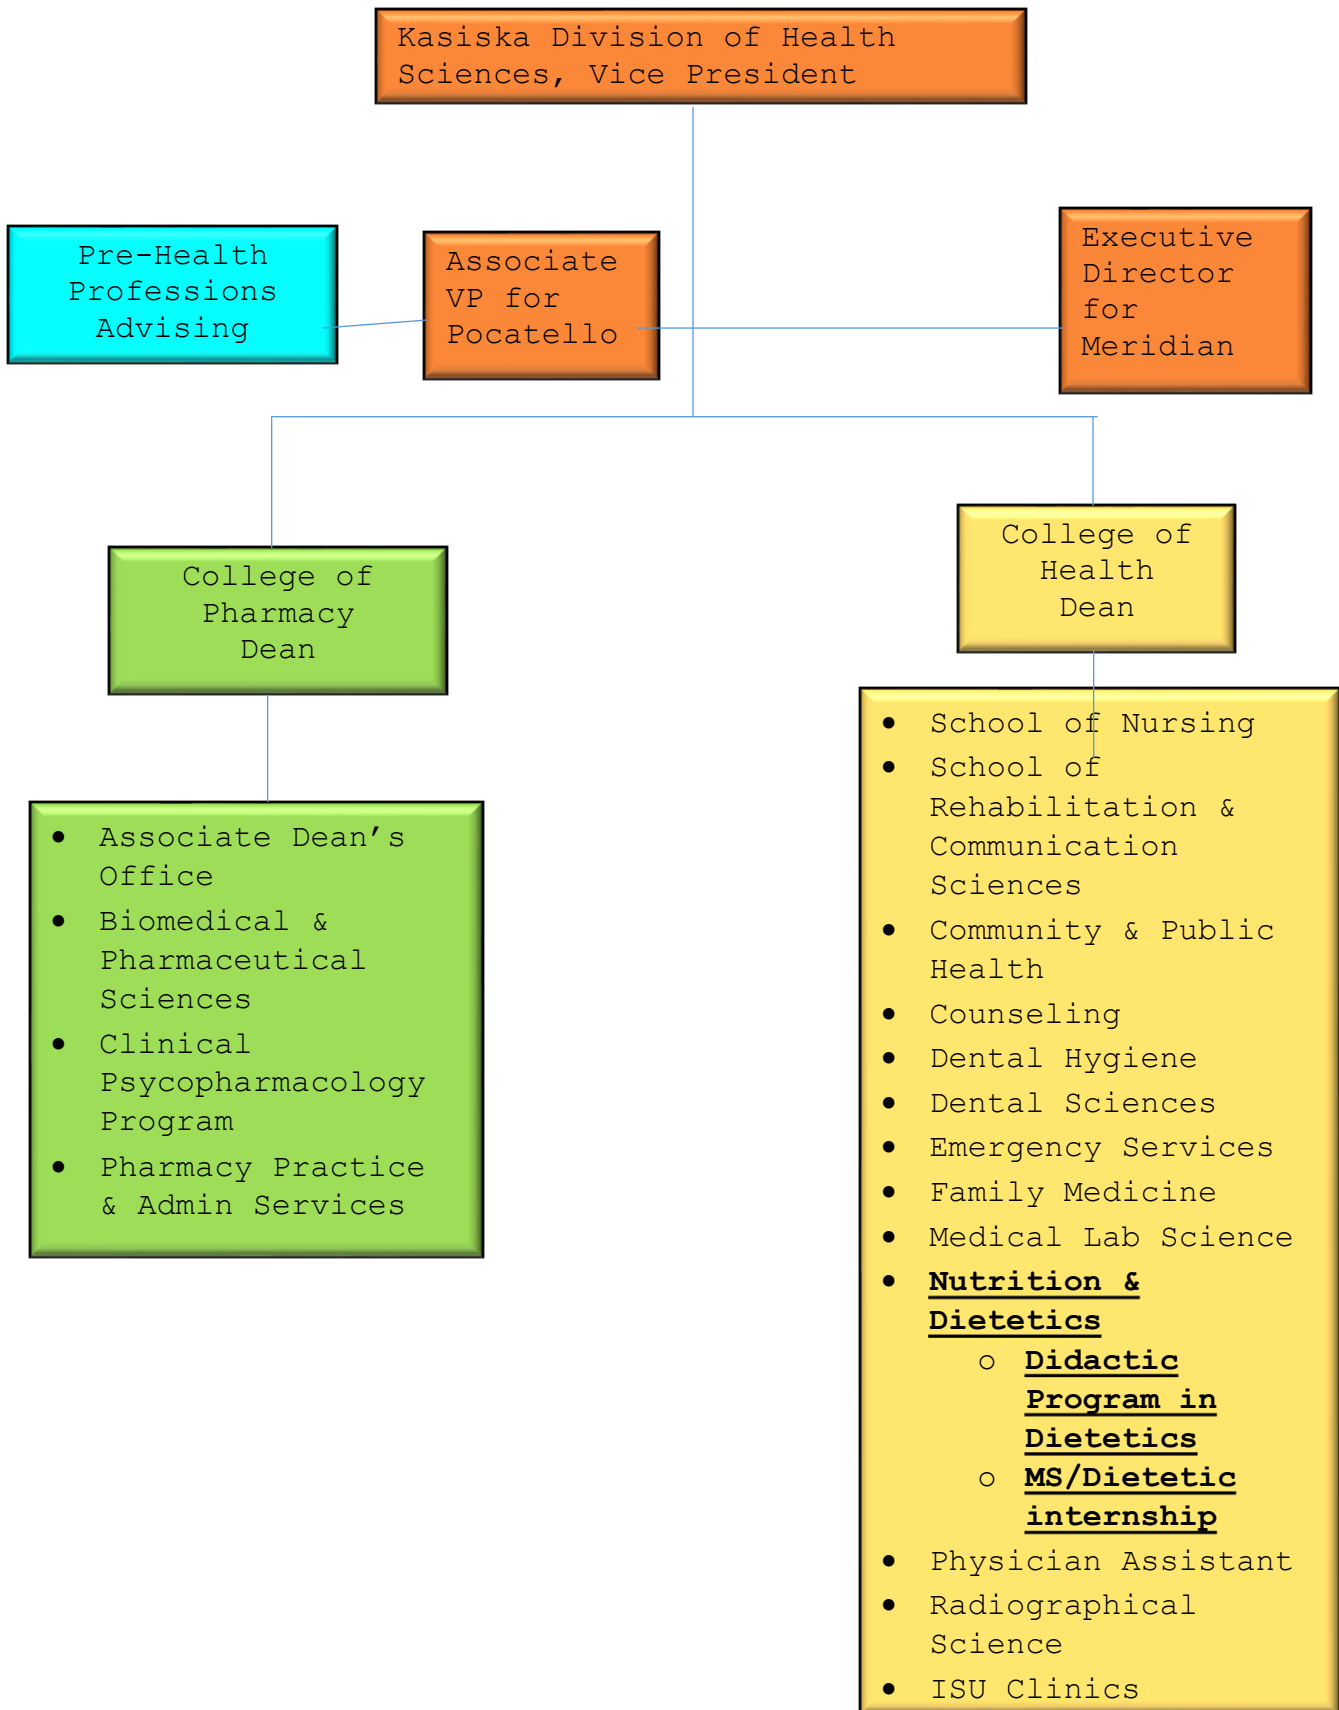 Kasiska Division of Health
Sciences, Vice President
Pre-Health
Professions
Advising
Associate
VP for
Pocatello
Executive
Director
for
Meridian
College of
Pharmacy
Dean
College of
Health
Dean
• Associate Dean’s
Office
• Biomedical &
Pharmaceutical
Sciences
• Clinical
Psycopharmacology
Program
• Pharmacy Practice
& Admin Services
• School of Nursing
• School of
Rehabilitation &
Communication
Sciences
• Community & Public
Health
• Counseling
• Dental Hygiene
• Dental Sciences
• Emergency Services
• Family Medicine
• Medical Lab Science
• Nutrition &
Dietetics
o Didactic
Program in
Dietetics
o MS/Dietetic
internship
• Physician Assistant
• Radiographical
Science
• ISU Clinics